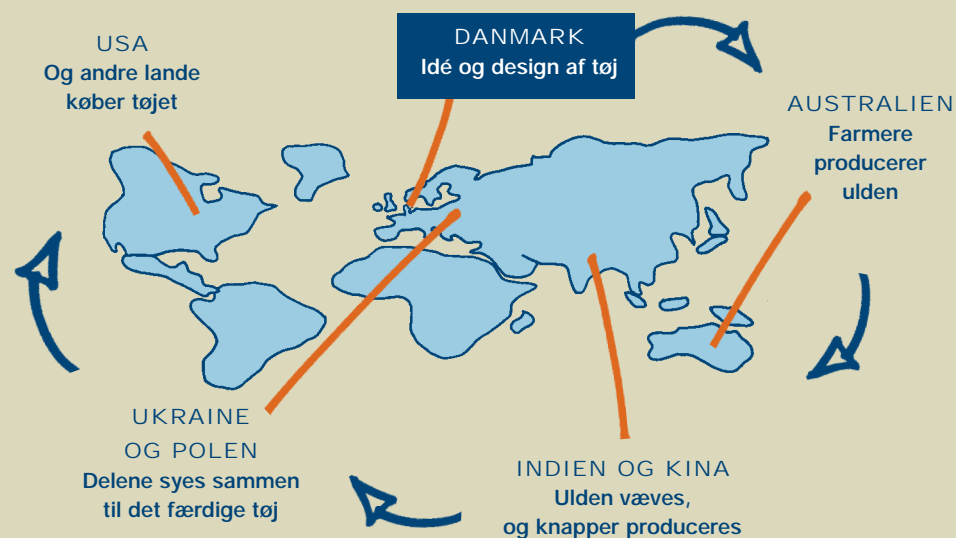 DANMARK
Idé og design af tøj
AUSTRALIEN
Farmere
producerer
ulden
INDIEN OG KINA
Ulden væves,
og knapper produceres
UKRAINE
OG POLEN
Delene syes sammen
til det færdige tøj
USA
Og andre lande
køber tøjet